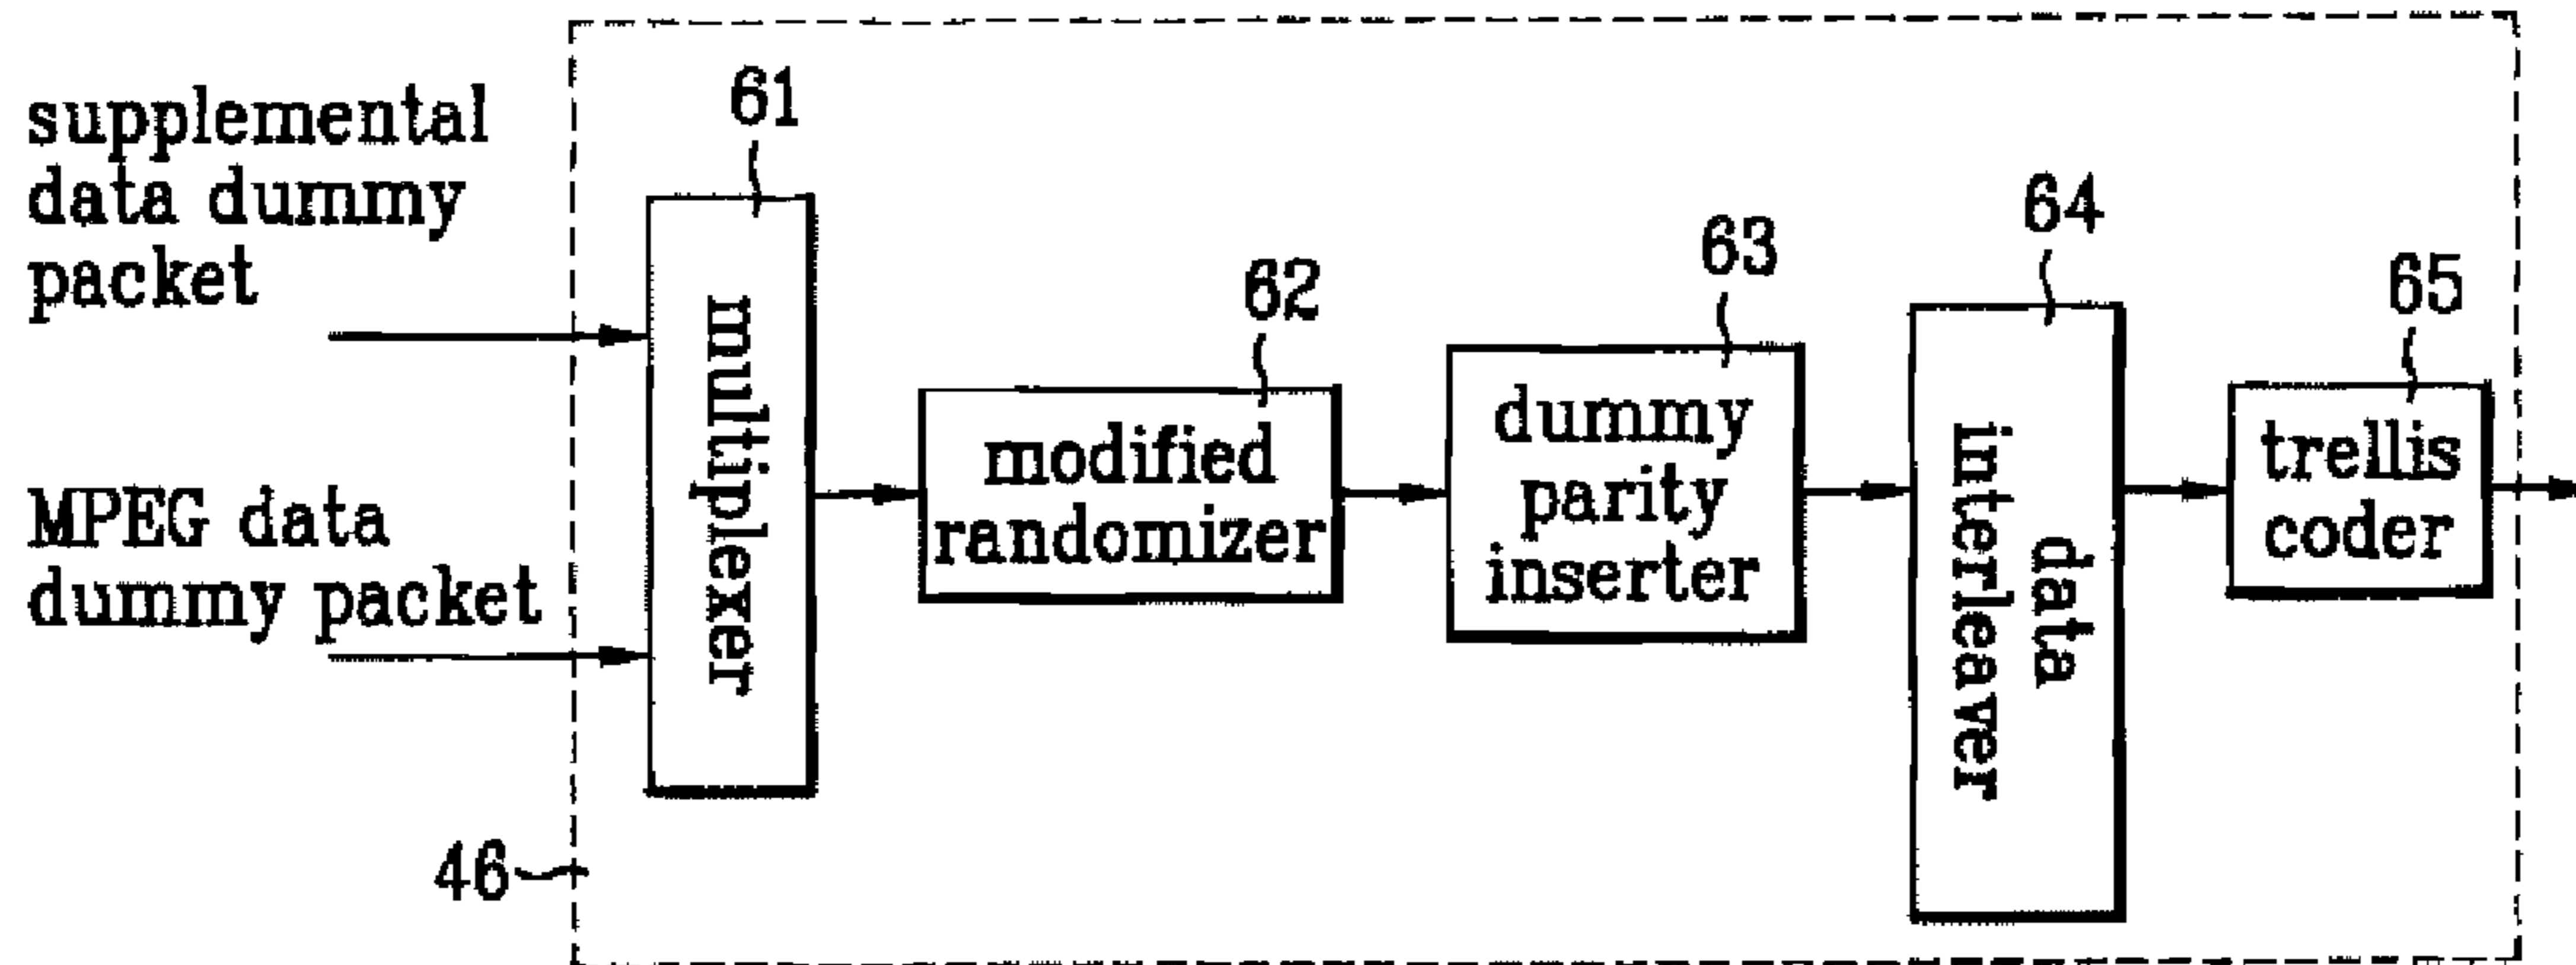 supplemental
data dummy
packet
MPEG data
dummy packet
46
61
multiplexer
62
modified
randomizer
63
dummy
parity
inserter
64
data
interleaver
65
trellis
coder